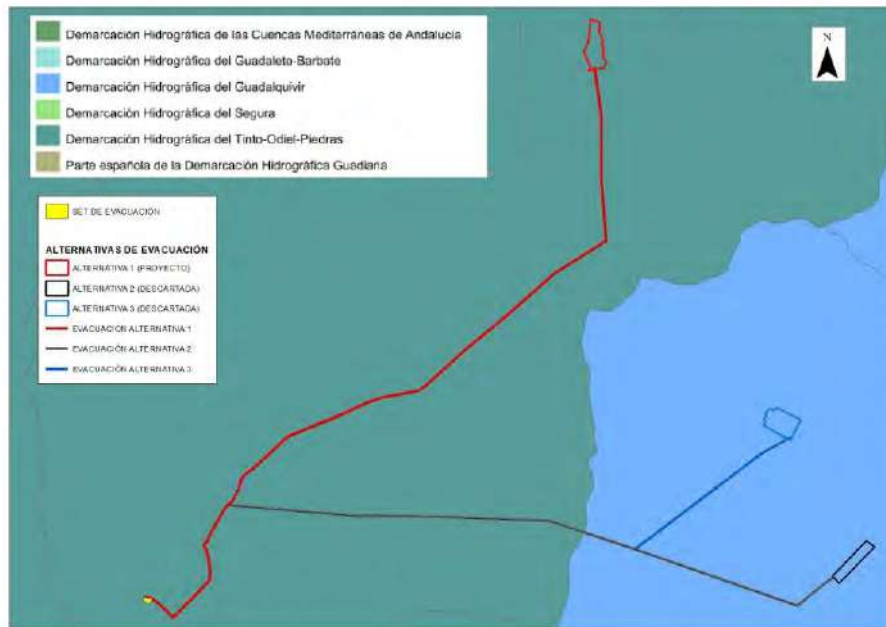 Demarcación Hidrográfica de las Cuencas Mediterráneas de Andalucía
Demarcación Hidrográfica del Guadalete-Barbate
Demarcación Hidrográfica del Guadalquivir
Demarcación Hidrográfica del Segura
Demarcación Hidrográfica del Tinto-Odiel-Piedras
Parte española de la Demarcación Hidrográfica Guadiana
N
SET DE EVACUACIÓN
ALTERNATIVAS DE EVACUACIÓN
ALTERNATIVA 1 (PROYECTO)
ALTERNATIVA 2 (DESCARTADA)
ALTERNATIVA 3 (DESCARTADA)
EVACUACIÓN ALTERNATIVA 1
EVACUACIÓN ALTERNATIVA 2
EVACUACIÓN ALTERNATIVA 3